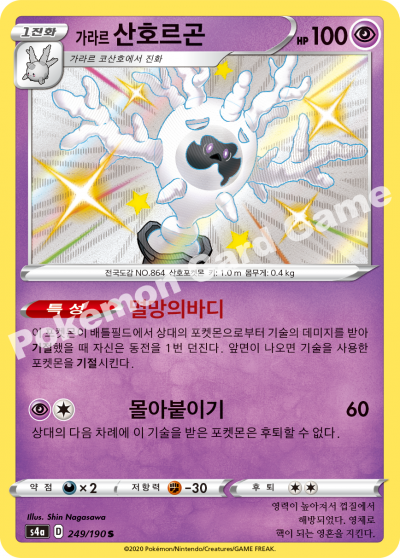 1진화
가라르 산호르곤 HP 100
가라르 코산호에서 진화
전국도감 NO.864 산호포켓몬 키: 1.0 m 몸무게: 0.4 kg
특성 멸망의바디
이 포켓몬이 배틀필드에서 상대의 포켓몬으로부터 기술의 데미지를 받아
기절했을 때 자신은 동전을 1번 던진다. 앞면이 나오면 기술을 사용한
포켓몬을 기절시킨다.
몰아붙이기 60
상대의 다음 차례에 이 기술을 받은 포켓몬은 후퇴할 수 없다.
약점 ×2 저항력 -30 후퇴
Illus. Shin Nagasawa
s4a D 249/190 S
영력이 높아져서 껍질에서
해방되었다. 영체로
핵이 되는 영혼을 지킨다.
©2020 Pokémon/Nintendo/Creatures/GAME FREAK.
Pokémon Card Game